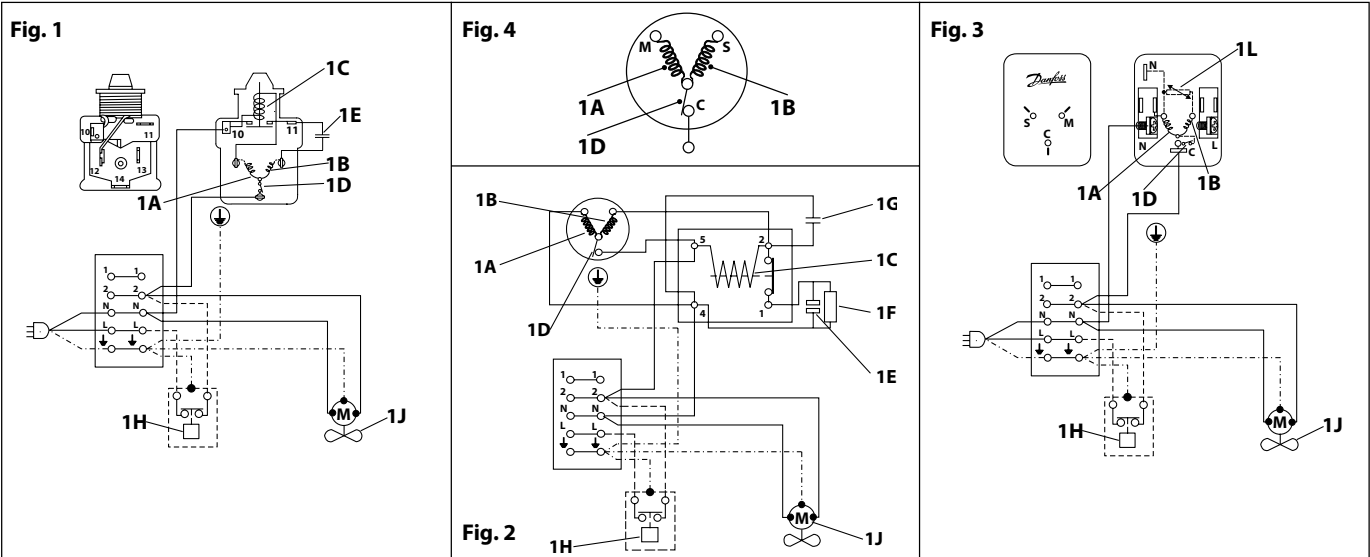 Fig. 1
1C
1E
10
11
10
11
12
13
14
1B
1D
1A
1
1
2
2
N
N
L
L
1H
M
1J
Fig. 4
M
S
1A
1B
C
1D
1B
1G
1A
5
2
1C
1D
4
1
1F
1E
1
1
2
2
N
N
L
L
Fig. 2
1H
M
1J
Fig. 3
1L
N
Danfoss
S
M
C
N
C
L
1A
1D
1B
1
1
2
2
N
N
L
L
1H
M
1J